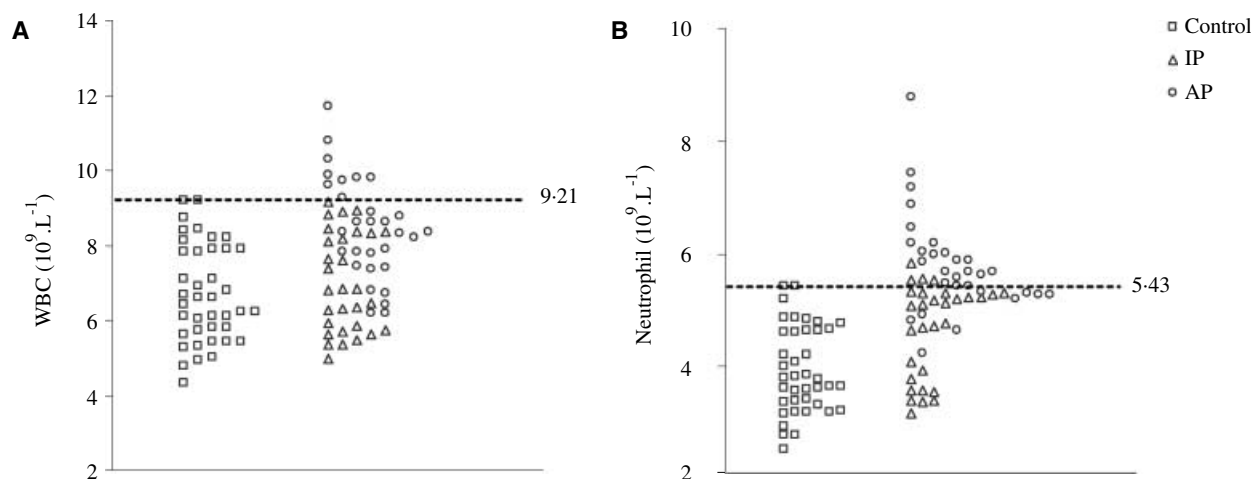 A
WBC (10⁹.L⁻¹)
14
12
10
8
6
4
2
9·21
B
Neutrophil (10⁹.L⁻¹)
10
8
6
4
2
5·43
Control
IP
AP